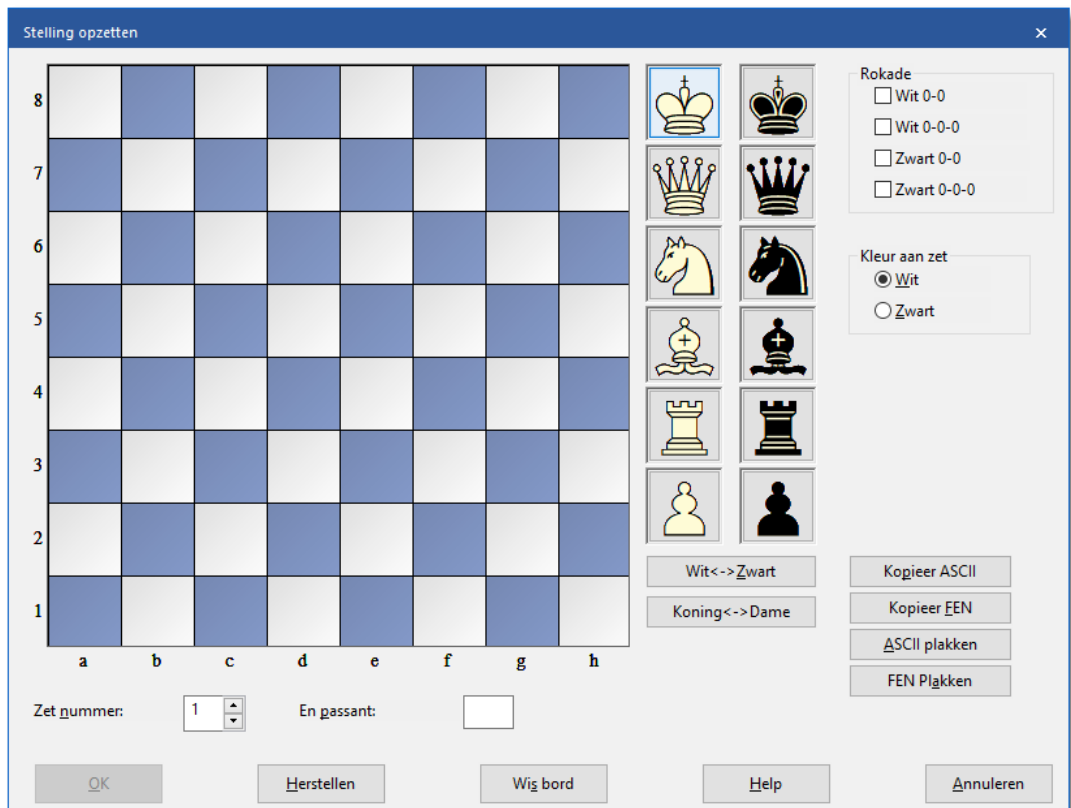 Stelling opzetten
8
7
6
5
4
3
2
1
a b c d e f g h
Rokade
Wit 0-0
Wit 0-0-0
Zwart 0-0
Zwart 0-0-0
Kleur aan zet
Wit
Zwart
Wit<->Zwart
Koning<->Dame
Kopieer ASCII
Kopieer FEN
ASCII plakken
FEN Plakken
Zet nummer: 1 En passant:
OK Herstellen Wis bord Help Annuleren